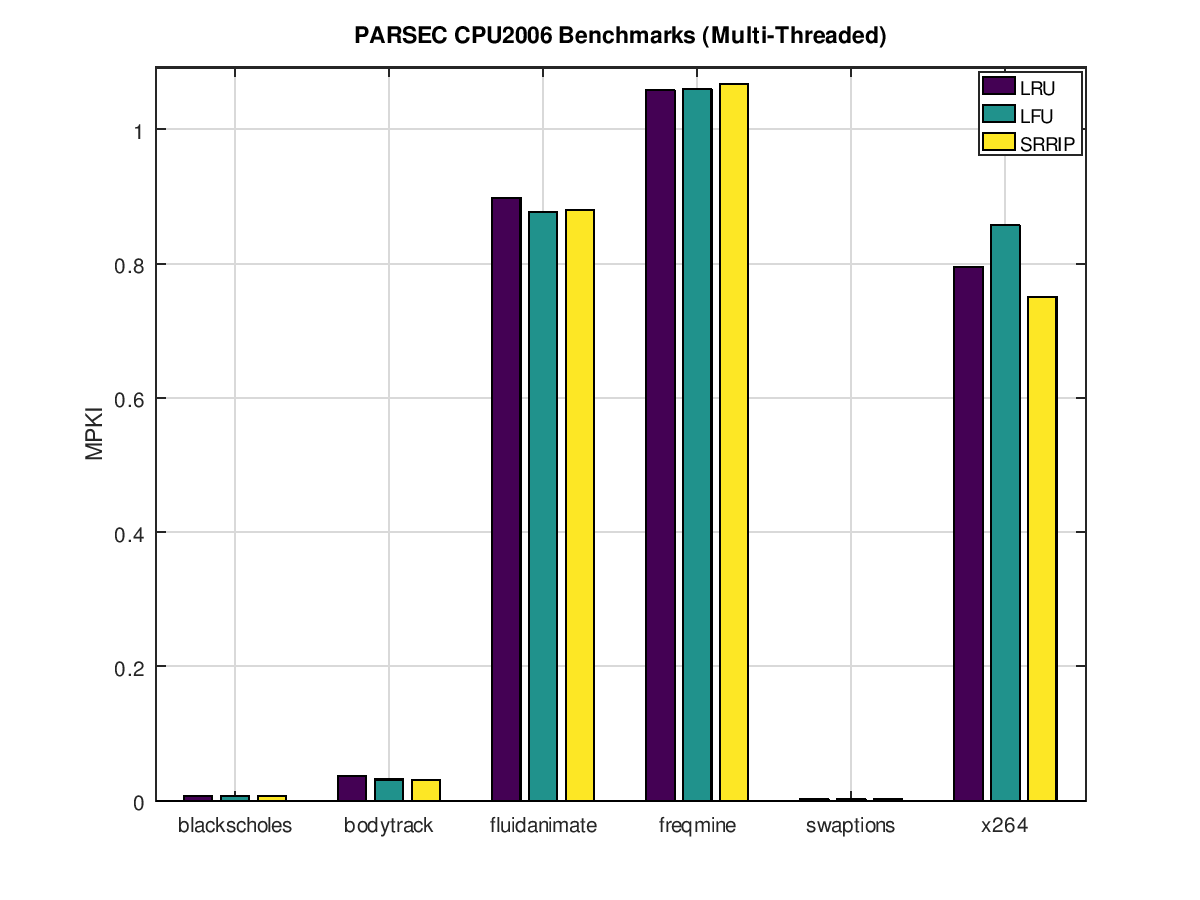 PARSEC CPU2006 Benchmarks (Multi-Threaded)
LRU
LFU
SRRIP
1
0.8
0.6
0.4
0.2
0
MPKI
blackscholes bodytrack fluidanimate freqmine swaptions x264